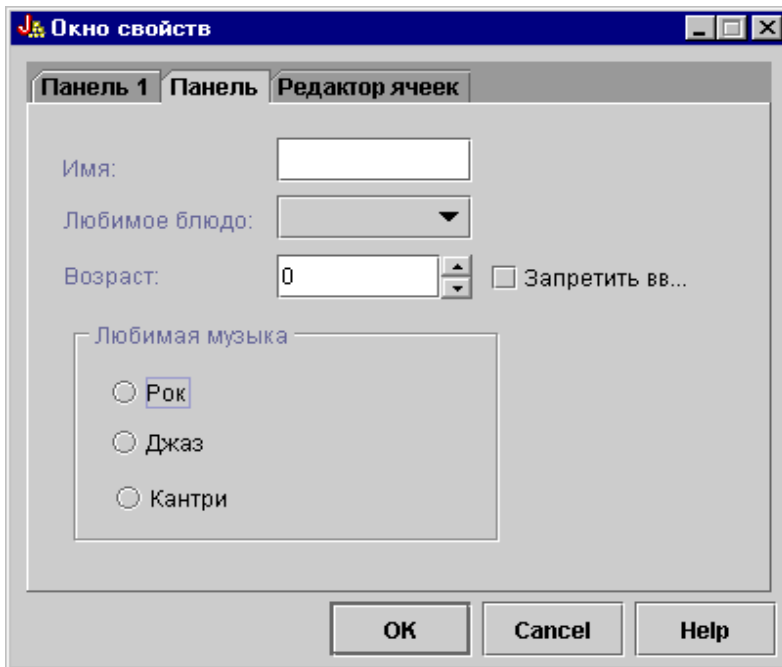 Окно свойств
Панель 1 Панель Редактор ячеек
Имя:
Любимое блюдо:
Возраст: 0 Запретить вв...
Любимая музыка
Рок
Джаз
Кантри
OK Cancel Help